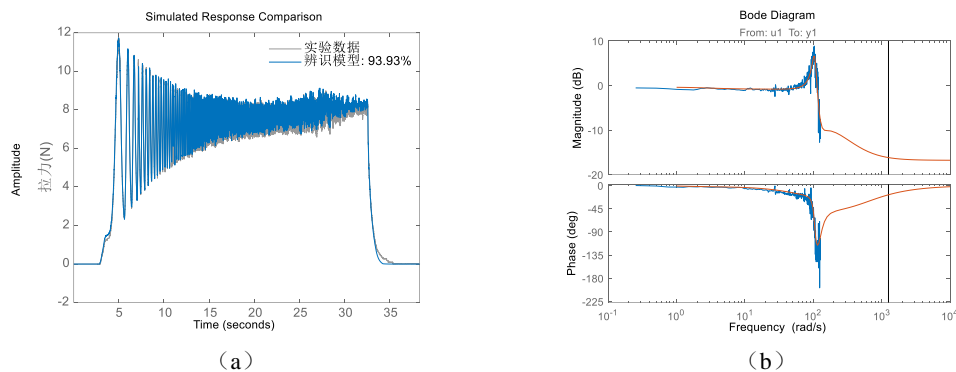 Simulated Response Comparison
12
10
8
6
4
2
0
-2
Amplitude
拉力(N)
实验数据
辨识模型: 93.93%
5
10
15
20
25
30
35
Time (seconds)
(a)
Bode Diagram
From: u1 To: y1
10
0
-10
-20
Magnitude (dB)
0
-45
-90
-135
-180
-225
Phase (deg)
10-1
100
101
102
103
104
Frequency (rad/s)
(b)